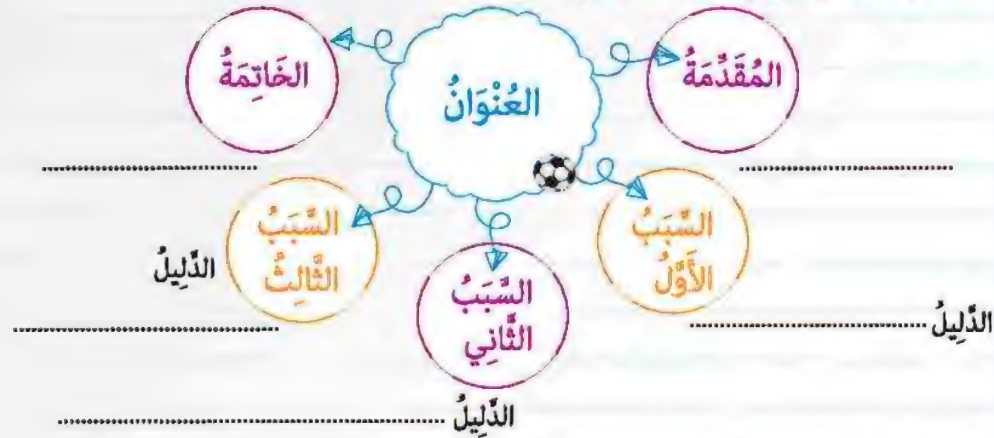 العُنْوَانُ
المُقَدِّمَةُ
الخَاتِمَةُ
السَّبَبُ
الأَوَّلُ
الدَّلِيلُ
السَّبَبُ
الثَّانِي
الدَّلِيلُ
السَّبَبُ
الثَّالِثُ
الدَّلِيلُ